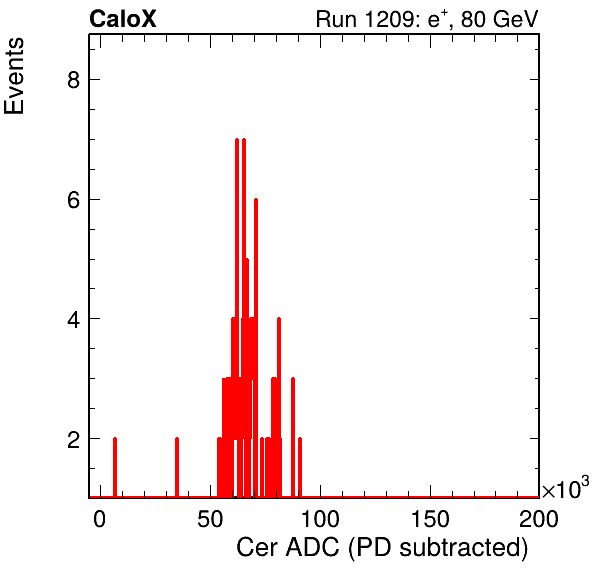 CaloX Run 1209: e⁺, 80 GeV
Events
8
6
4
2
×10³
0 50 100 150 200
Cer ADC (PD subtracted)